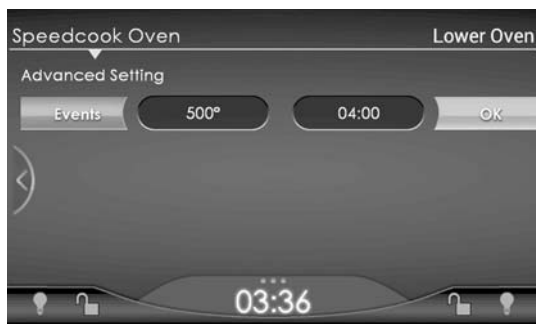 Speedcook Oven Lower Oven
Advanced Setting
Events 500° 04:00 OK
03:36